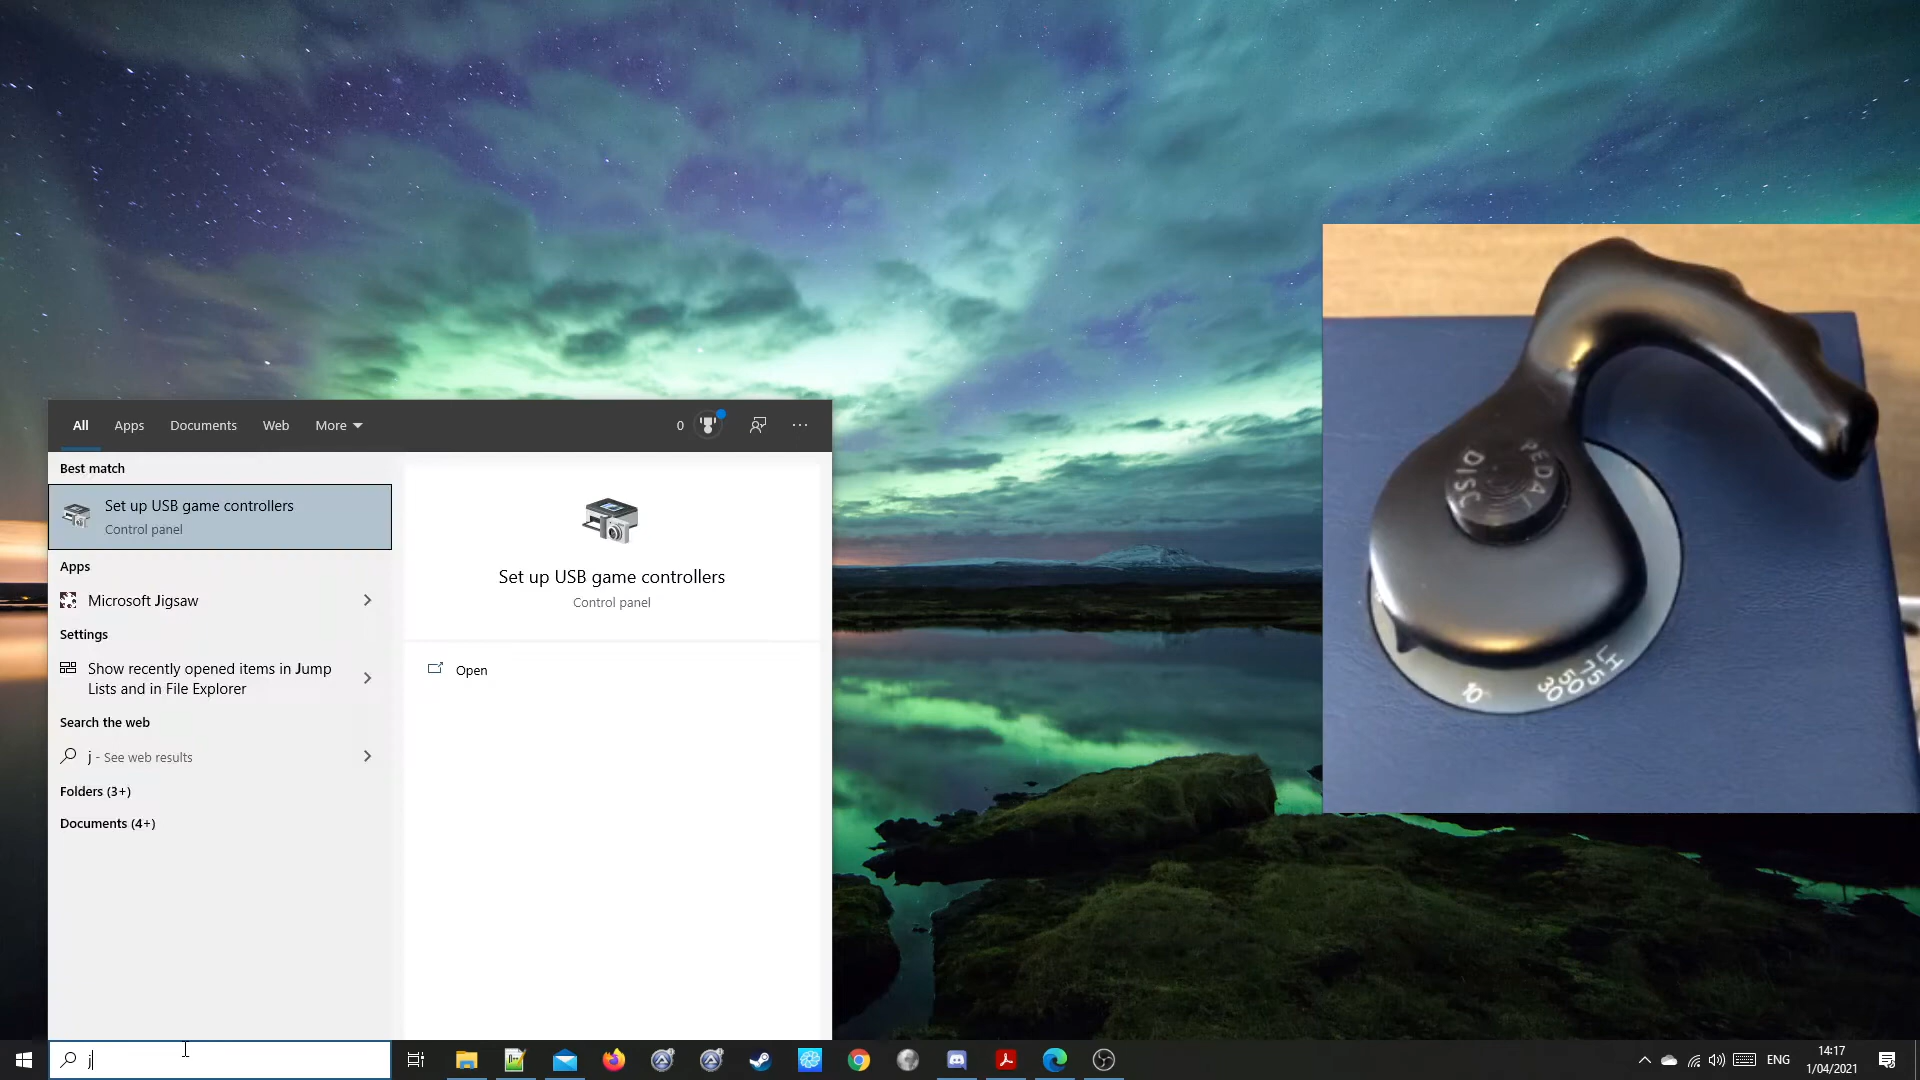 All Apps Documents Web More 0
Best match
Set up USB game controllers
Control panel
Apps
Microsoft Jigsaw
Settings
Show recently opened items in Jump
Lists and in File Explorer
Search the web
j - See web results
Folders (3+)
Documents (4+)
Set up USB game controllers
Control panel
Open
DISC PEDAL
10 30 50 75 H
j
ENG
14:17
1/04/2021